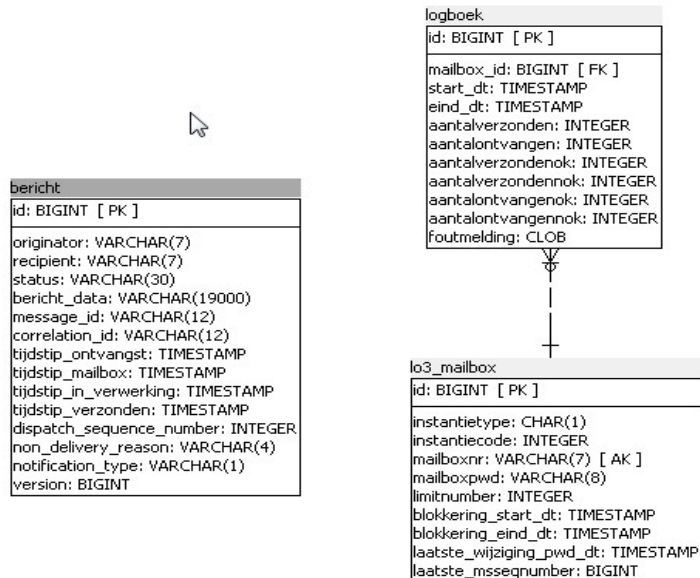 logboek
id: BIGINT [ PK ]
mailbox_id: BIGINT [ FK ]
start_dt: TIMESTAMP
eind_dt: TIMESTAMP
aantalverzonden: INTEGER
aantalontvangen: INTEGER
aantalverzondenok: INTEGER
aantalverzondennok: INTEGER
aantalontvangenok: INTEGER
aantalontvangennok: INTEGER
foutmelding: CLOB
bericht
id: BIGINT [ PK ]
originator: VARCHAR(7)
recipient: VARCHAR(7)
status: VARCHAR(30)
bericht_data: VARCHAR(19000)
message_id: VARCHAR(12)
correlation_id: VARCHAR(12)
tijdstip_ontvangst: TIMESTAMP
tijdstip_mailbox: TIMESTAMP
tijdstip_in_verwerking: TIMESTAMP
tijdstip_verzonden: TIMESTAMP
dispatch_sequence_number: INTEGER
non_delivery_reason: VARCHAR(4)
notification_type: VARCHAR(1)
version: BIGINT
lo3_mailbox
id: BIGINT [ PK ]
instantietype: CHAR(1)
instantiecode: INTEGER
mailboxnr: VARCHAR(7) [ AK ]
mailboxpwd: VARCHAR(8)
limitnumber: INTEGER
blokkering_start_dt: TIMESTAMP
blokkering_eind_dt: TIMESTAMP
laatste_wijziging_pwd_dt: TIMESTAMP
laatste_msseqnumber: BIGINT